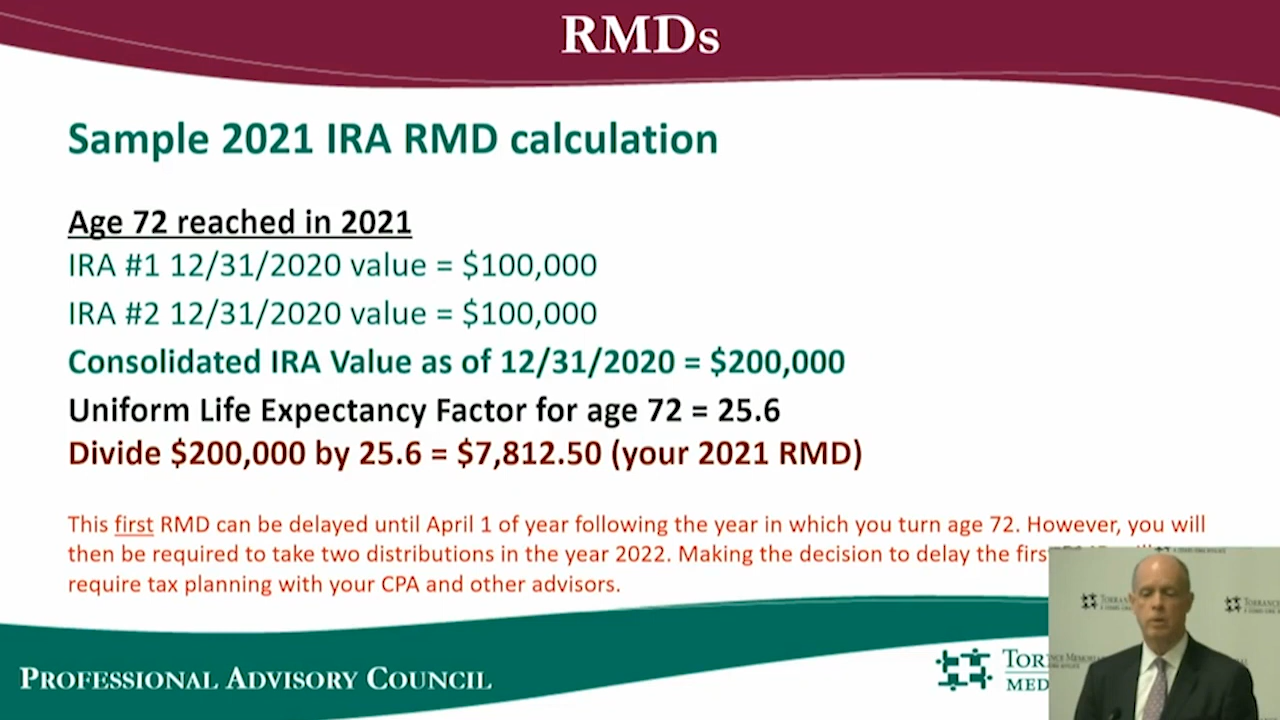 RMDs
Sample 2021 IRA RMD calculation
Age 72 reached in 2021
IRA #1 12/31/2020 value = $100,000
IRA #2 12/31/2020 value = $100,000
Consolidated IRA Value as of 12/31/2020 = $200,000
Uniform Life Expectancy Factor for age 72 = 25.6
Divide $200,000 by 25.6 = $7,812.50 (your 2021 RMD)
This first RMD can be delayed until April 1 of year following the year in which you turn age 72. However, you will
then be required to take two distributions in the year 2022. Making the decision to delay the first
require tax planning with your CPA and other advisors.
PROFESSIONAL ADVISORY COUNCIL